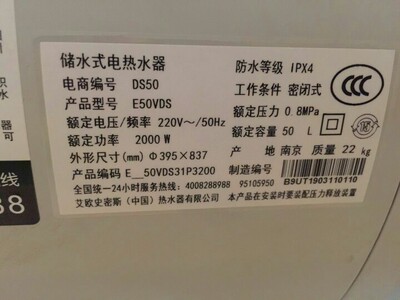 储水式电热水器
防水等级 IPX4
电商编号 DS50
工作条件 密闭式
产品型号 E50VDS
额定压力 0.8MPa
额定电压/频率 220V~/50Hz
额定容量 50 L
额定功率 2000 W
产 地 南京 质量 22 kg
外形尺寸(mm) Φ395×837
制造编号
产品编码 E__50VDS31P3200
B9UT1903110110
全国统一24小时服务热线: 4008288988 95105950
艾欧史密斯(中国)热水器有限公司 本产品在安装时要装配压力释放装置
CCC
线
88